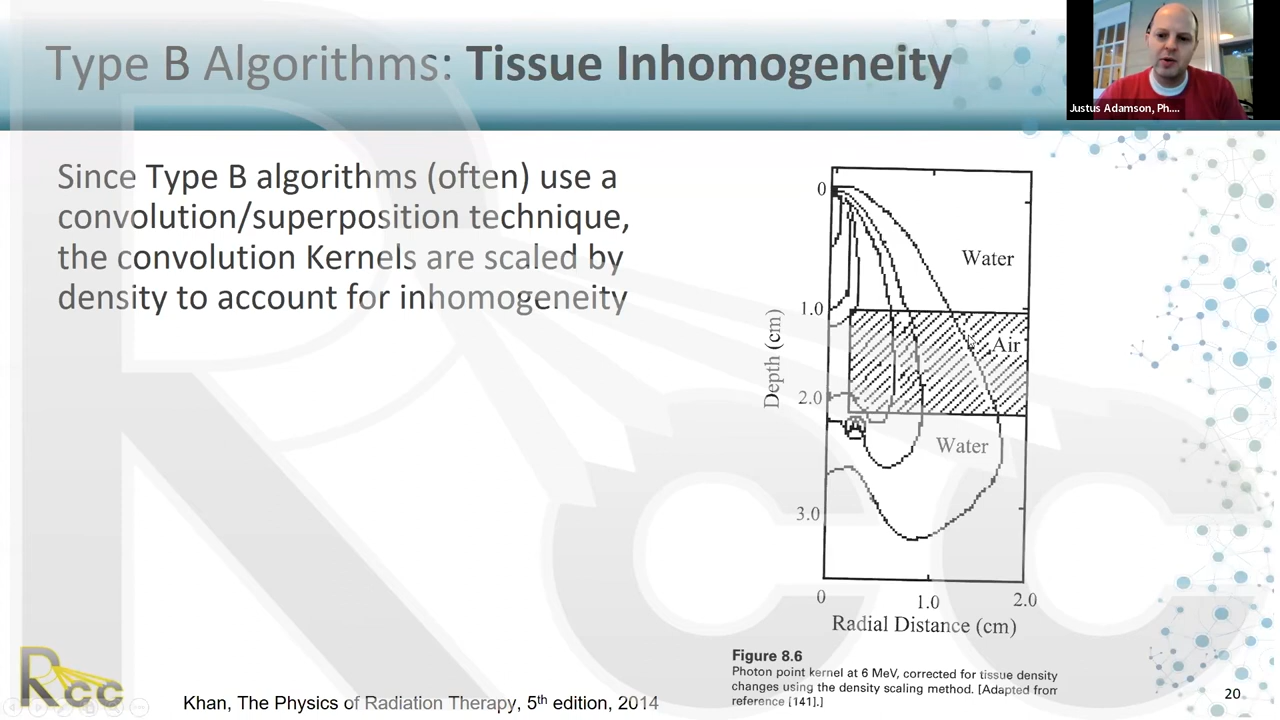 Type B Algorithms: Tissue Inhomogeneity
Justus Adamson, Ph....
Since Type B algorithms (often) use a
convolution/superposition technique,
the convolution Kernels are scaled by
density to account for inhomogeneity
0
Water
1.0
Air
Depth (cm)
2.0
Water
3.0
0
1.0
2.0
Radial Distance (cm)
Figure 8.6
Photon point kernel at 6 MeV, corrected for tissue density
changes using the density scaling method. [Adapted from
reference [141].]
Rcc
Khan, The Physics of Radiation Therapy, 5th edition, 2014
20